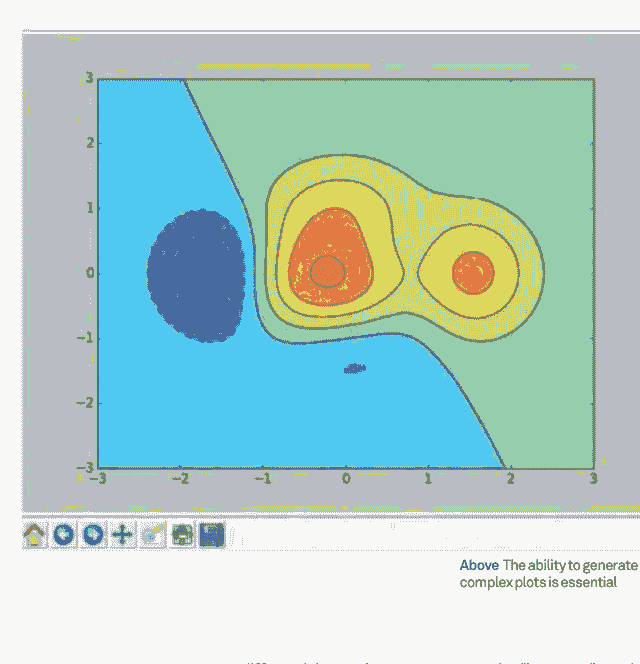 3
2
1
0
−1
−2
−3
−3 −2 −1 0 1 2 3
Above The ability to generate
complex plots is essential